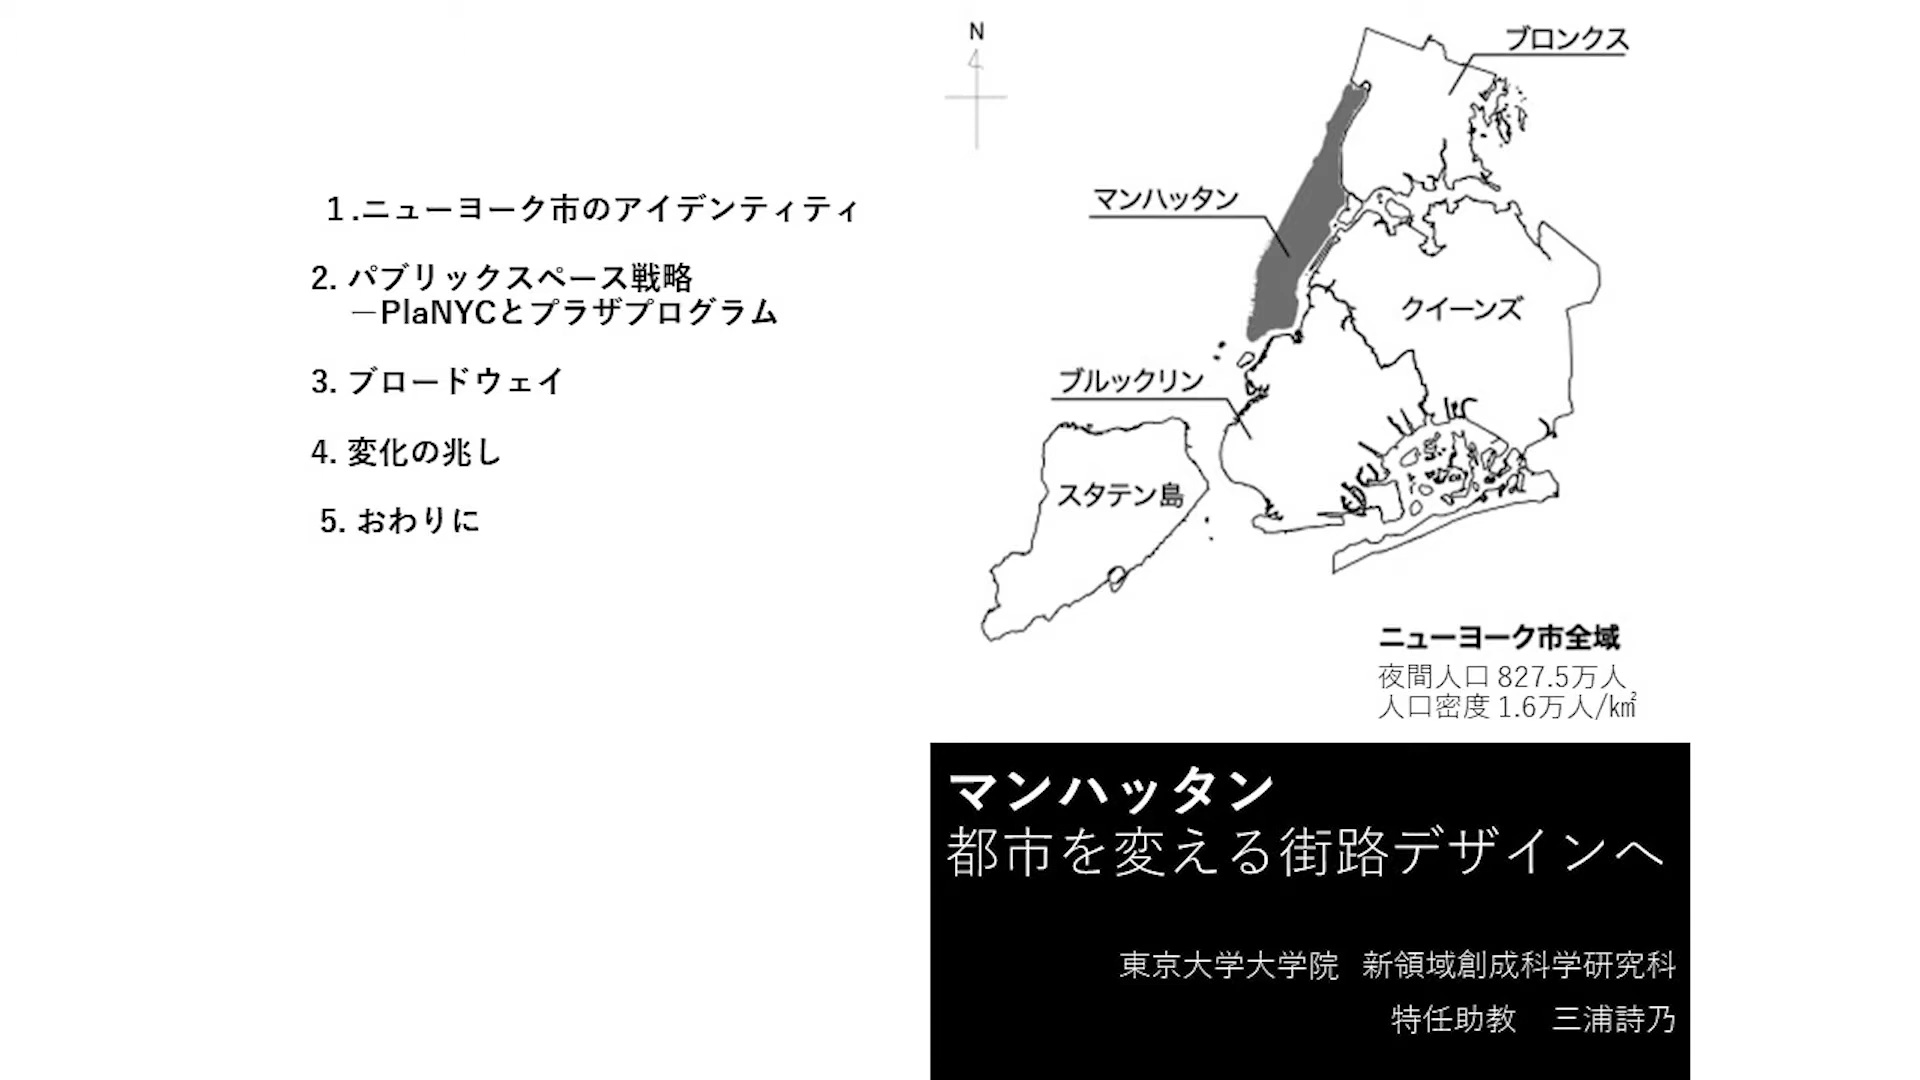 1.ニューヨーク市のアイデンティティ
2. パブリックスペース戦略
－PlaNYCとプラザプログラム
3. ブロードウェイ
4. 変化の兆し
5. おわりに
N
ブロンクス
マンハッタン
クイーンズ
ブルックリン
スタテン島
ニューヨーク市全域
夜間人口 827.5万人
人口密度 1.6万人/㎢
マンハッタン
都市を変える街路デザインへ
東京大学大学院 新領域創成科学研究科
特任助教 三浦詩乃